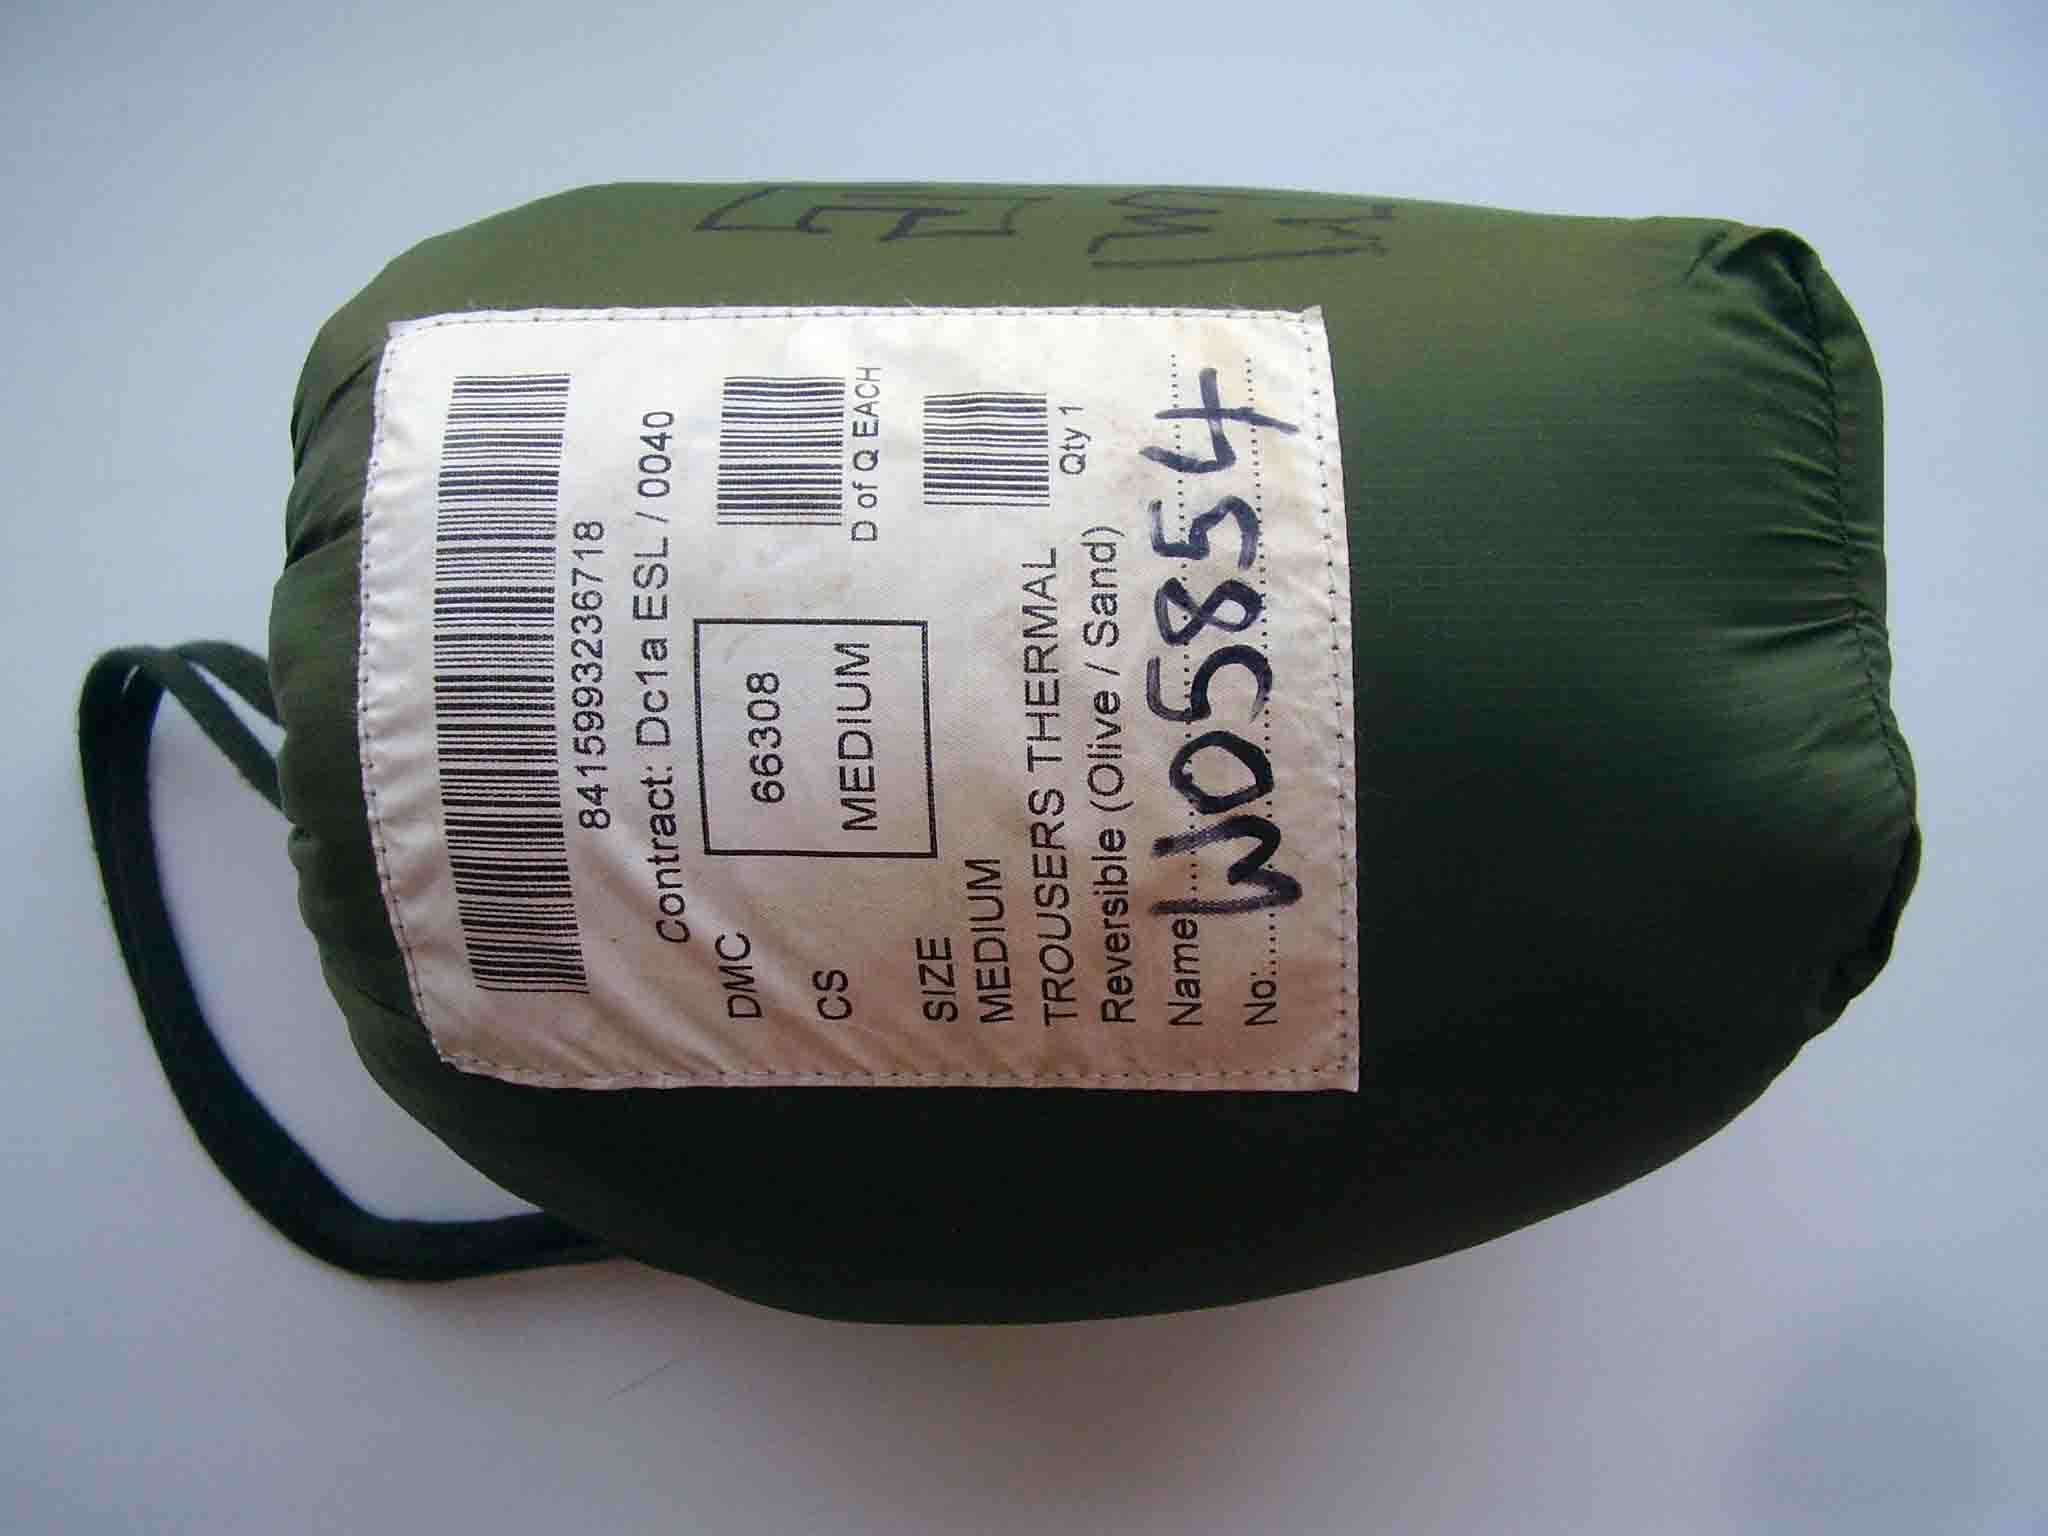 8415993236718
Contract: Dc1a ESL / 0040
DMC
66308
CS
MEDIUM
D of Q EACH
SIZE
MEDIUM
Qty 1
TROUSERS THERMAL
Reversible (Olive / Sand)
Name
W05854
No: